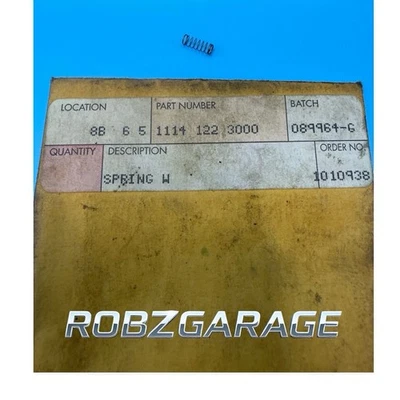 LOCATION PART NUMBER BATCH
8B 6 5 1114 122 3000 089964-G
QUANTITY DESCRIPTION ORDER NO
SPRING W 1010938
ROBZGARAGE